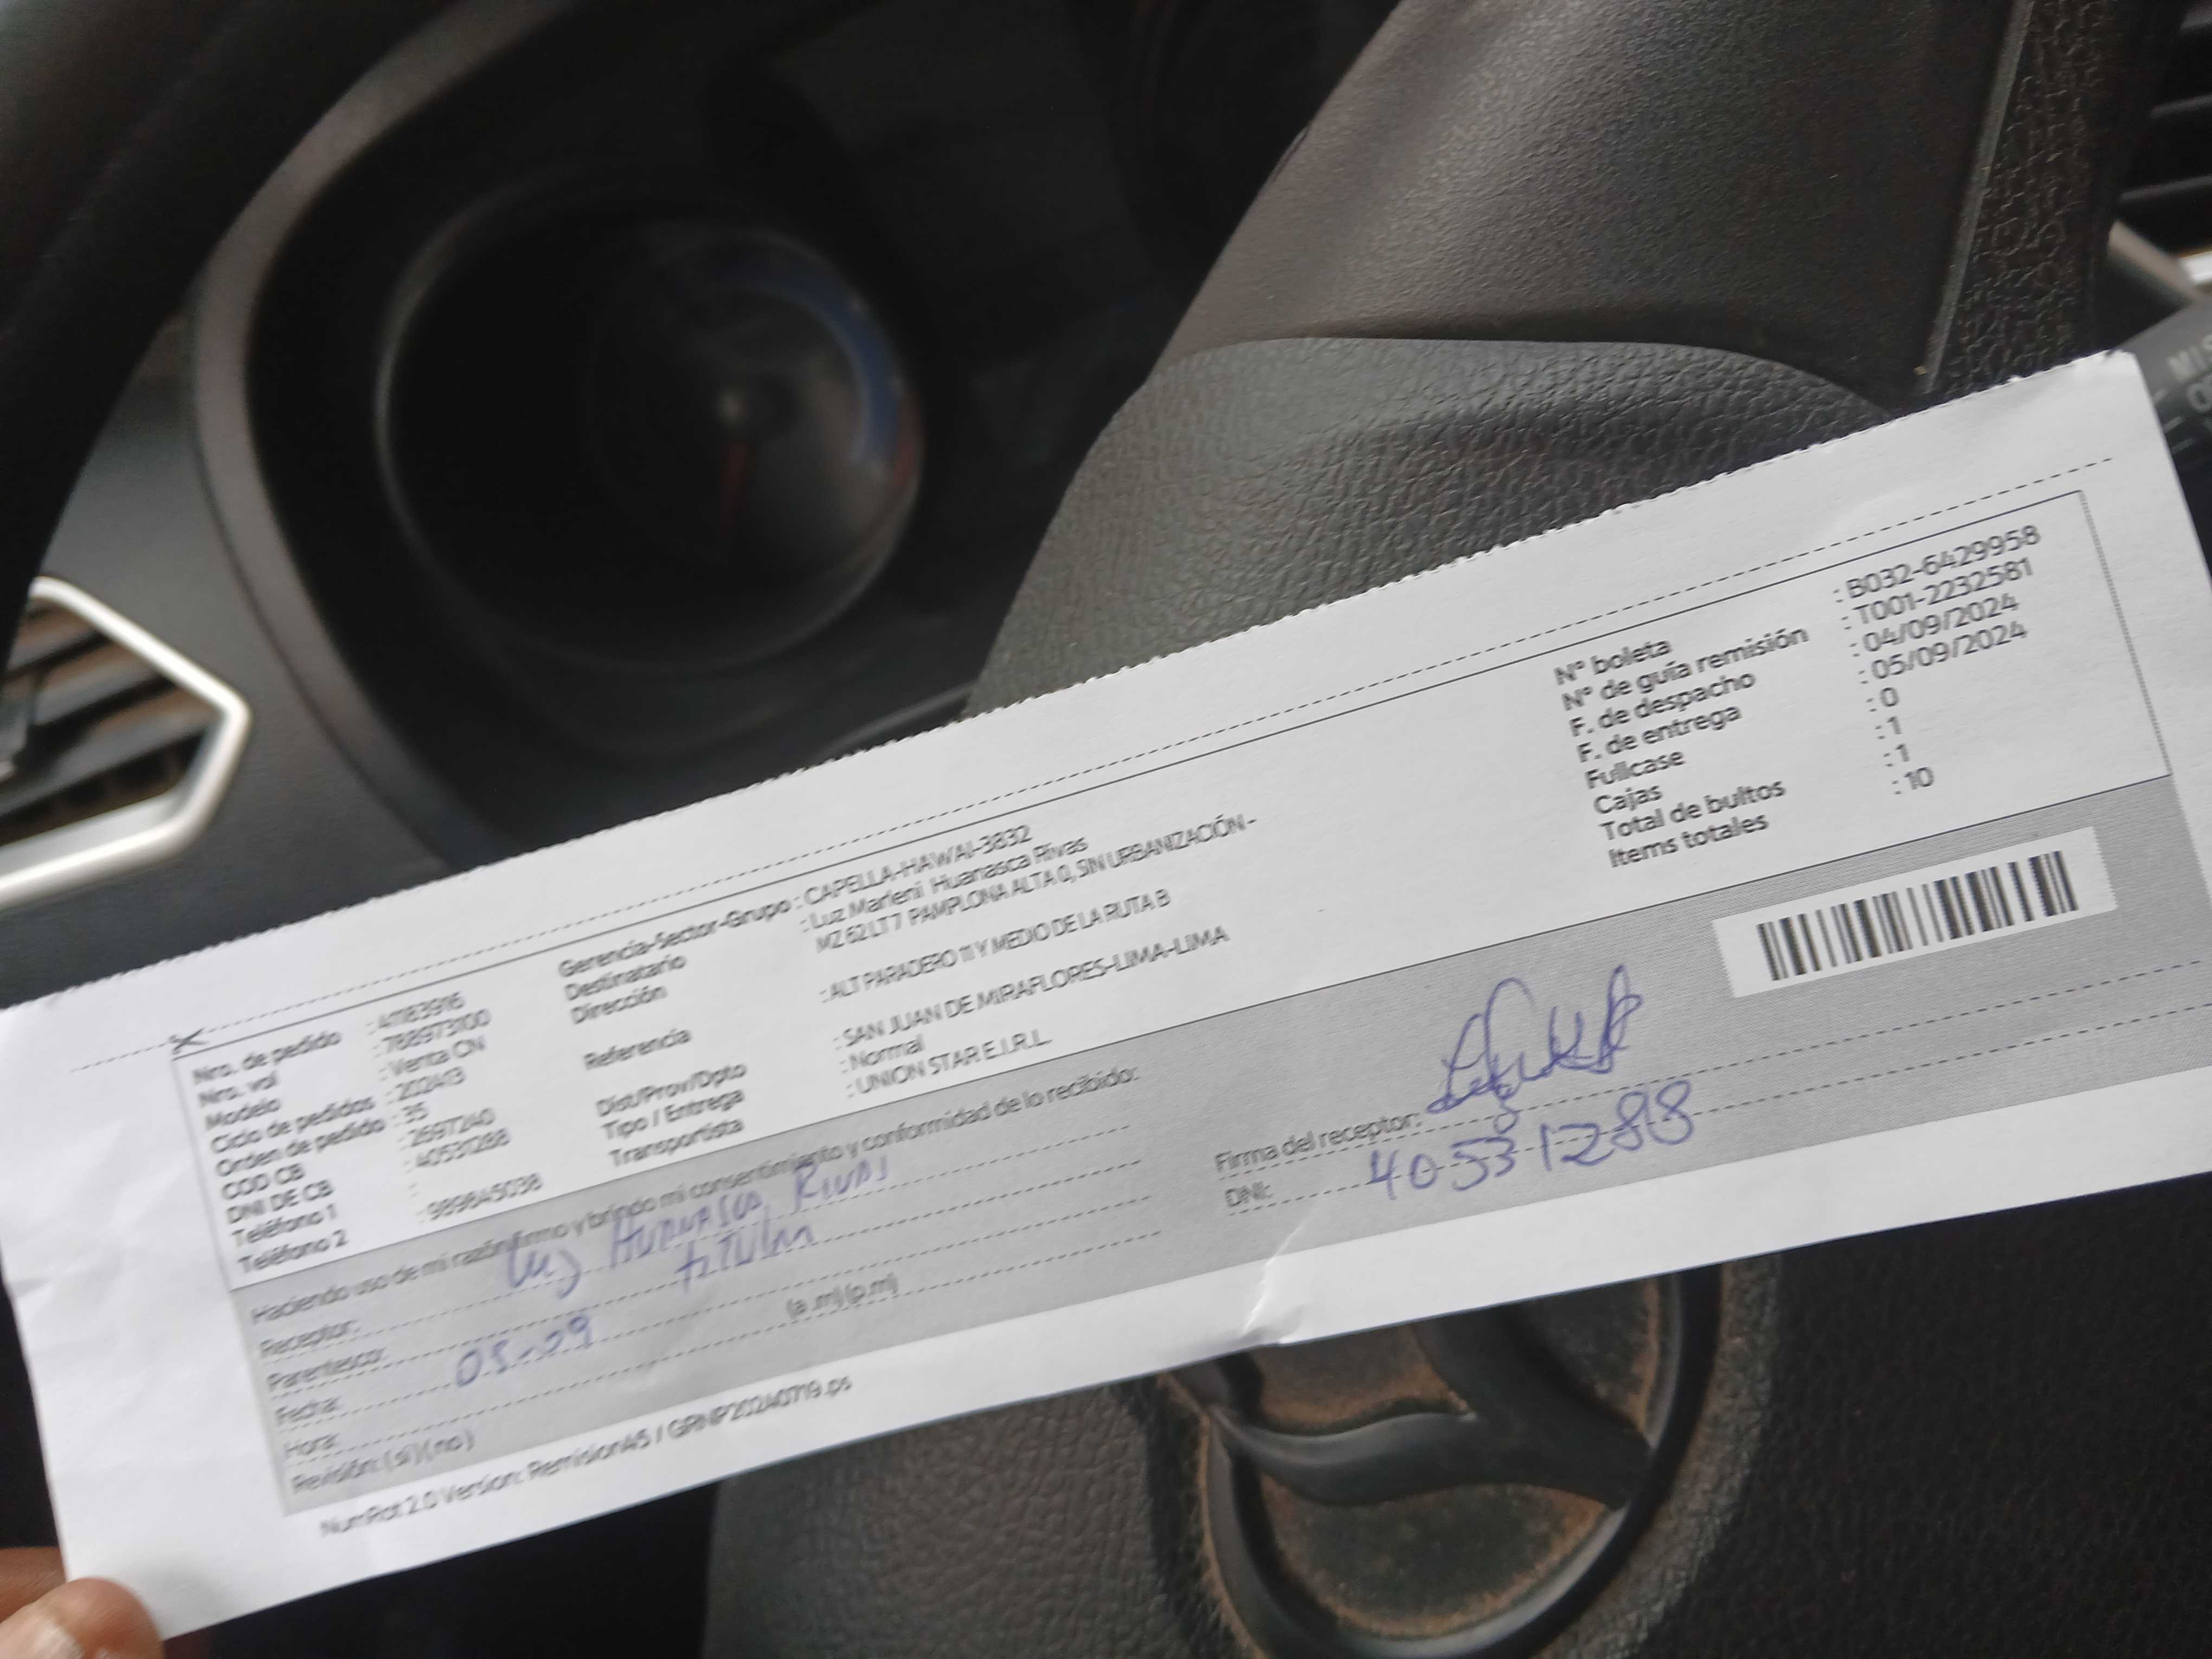 Nro. de pedido : 41183916
Nro. vol : 788973100
Modelo : Venta CN
Ciclo de pedidos : 202413
Orden de pedido : 35
COD CB : 2697240
DNI DE CB : 40531288
Teléfono 1 :
Teléfono 2 : 989845038
Gerencia-Sector-Grupo : CAPELLA-HAWAI-3832
Destinatario : Luz Marleni Huanasca Rivas
Dirección MZ 62 LT 7 PAMPLONA ALTA 0, SIN URBANIZACIÓN -
Referencia : ALT PARADERO 11 Y MEDIO DE LA RUTA B
Dist/Prov/Dpto : SAN JUAN DE MIRAFLORES-LIMA-LIMA
Tipo / Entrega : Normal
Transportista : UNION STAR E.I.R.L.
N° boleta : B032-6429958
N° de guía remisión : T001-2232581
F. de despacho : 04/09/2024
F. de entrega : 05/09/2024
Fullcase : 0
Cajas : 1
Total de bultos : 1
Items totales : 10
Haciendo uso de mi razón firmo y brindo mi consentimiento y conformidad de lo recibido:
Receptor: Luz Huanasca Rivas
Parentesco: titular
Fecha: 05-09
Hora: (a.m) (p.m)
Revisión: (si) (no)
Firma del receptor:
DNI: 40531288
NumRot 2.0 Version: RemisionA5 / GRNP20240719.ps